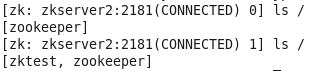 [zk: zkserver2:2181(CONNECTED) 0] ls /
[zookeeper]
[zk: zkserver2:2181(CONNECTED) 1] ls /
[zktest, zookeeper]